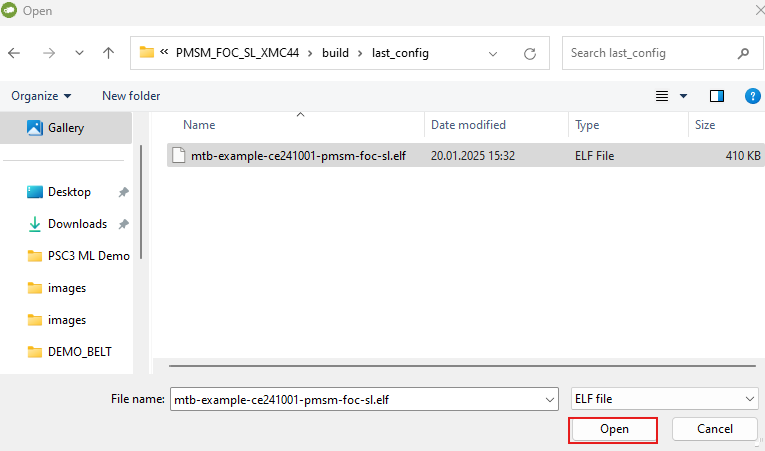 Open
« PMSM_FOC_SL_XMC44 > build > last_config
Search last_config
Organize
New folder
?
Gallery
Name
Date modified
Type
Size
mtb-example-ce241001-pmsm-foc-sl.elf
20.01.2025 15:32
ELF File
410 KB
Desktop
Downloads
PSC3 ML Demo
images
images
DEMO_BELT
File name:
mtb-example-ce241001-pmsm-foc-sl.elf
ELF file
Open
Cancel